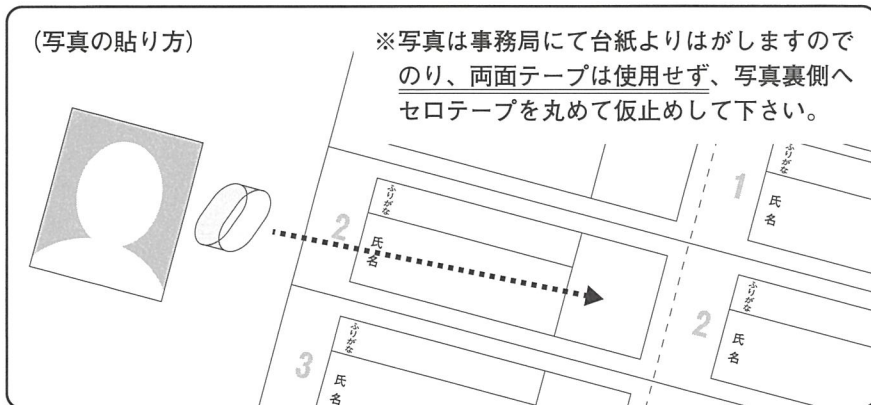 (写真の貼り方)
※写真は事務局にて台紙よりはがしますので
のり、両面テープは使用せず、写真裏側へ
セロテープを丸めて仮止めして下さい。
1
ふりがな
氏名
2
ふりがな
氏名
2
ふりがな
氏名
3
ふりがな
氏名